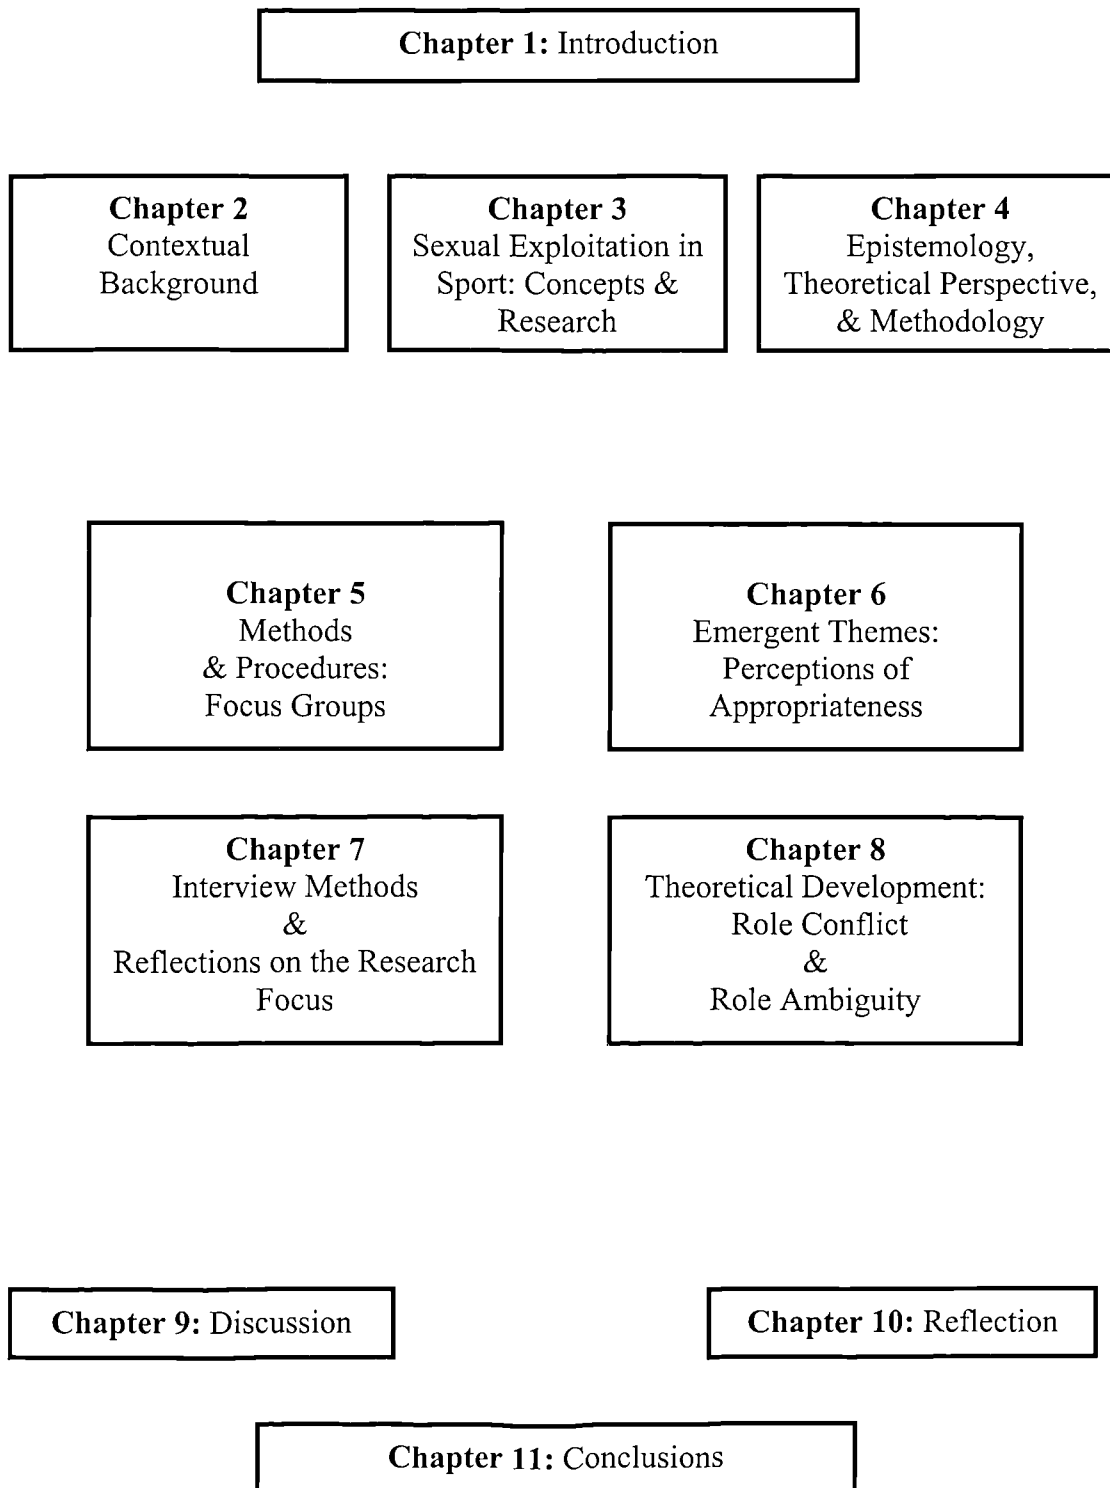 Chapter 1: Introduction
Chapter 2
Contextual
Background
Chapter 3
Sexual Exploitation in
Sport: Concepts &
Research
Chapter 4
Epistemology,
Theoretical Perspective,
& Methodology
Chapter 5
Methods
& Procedures:
Focus Groups
Chapter 6
Emergent Themes:
Perceptions of
Appropriateness
Chapter 7
Interview Methods
&
Reflections on the Research
Focus
Chapter 8
Theoretical Development:
Role Conflict
&
Role Ambiguity
Chapter 9: Discussion
Chapter 10: Reflection
Chapter 11: Conclusions